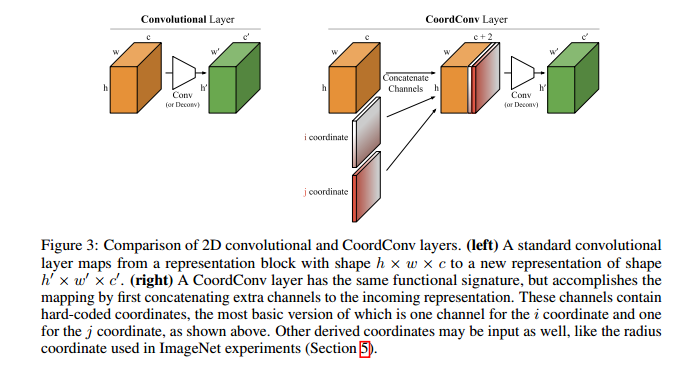 Convolutional Layer
c
w
h
Conv
(or Deconv)
c'
w'
h'
CoordConv Layer
c
w
h
Concatenate
Channels
i coordinate
j coordinate
c + 2
w
h
Conv
(or Deconv)
c'
w'
h'
Figure 3: Comparison of 2D convolutional and CoordConv layers. (left) A standard convolutional
layer maps from a representation block with shape h × w × c to a new representation of shape
h′ × w′ × c′. (right) A CoordConv layer has the same functional signature, but accomplishes the
mapping by first concatenating extra channels to the incoming representation. These channels contain
hard-coded coordinates, the most basic version of which is one channel for the i coordinate and one
for the j coordinate, as shown above. Other derived coordinates may be input as well, like the radius
coordinate used in ImageNet experiments (Section 5).